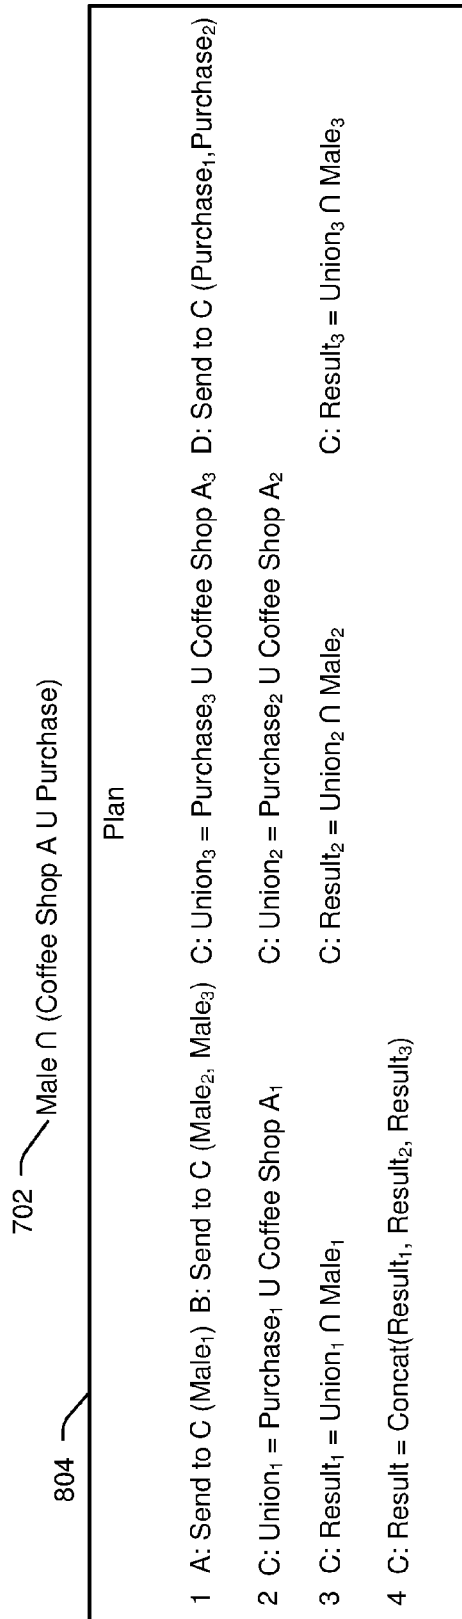 702
Male ∩ (Coffee Shop A U Purchase)
804
Plan
1 A: Send to C (Male₁) B: Send to C (Male₂, Male₃) C: Union₃ = Purchase₃ U Coffee Shop A₃ D: Send to C (Purchase₁,Purchase₂)
2 C: Union₁ = Purchase₁ U Coffee Shop A₁ C: Union₂ = Purchase₂ U Coffee Shop A₂
3 C: Result₁ = Union₁ ∩ Male₁ C: Result₂ = Union₂ ∩ Male₂ C: Result₃ = Union₃ ∩ Male₃
4 C: Result = Concat(Result₁, Result₂, Result₃)